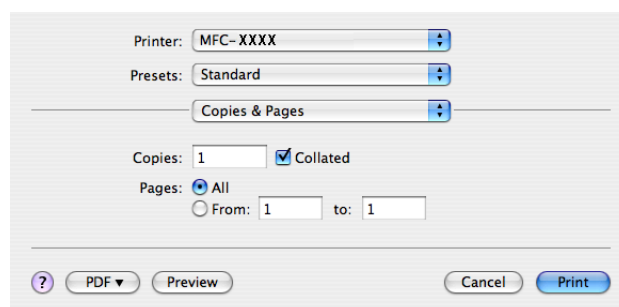 Printer: MFC-XXXX
Presets: Standard
Copies & Pages
Copies: 1 Collated
Pages: All
From: 1 to: 1
? PDF▼ Preview Cancel Print